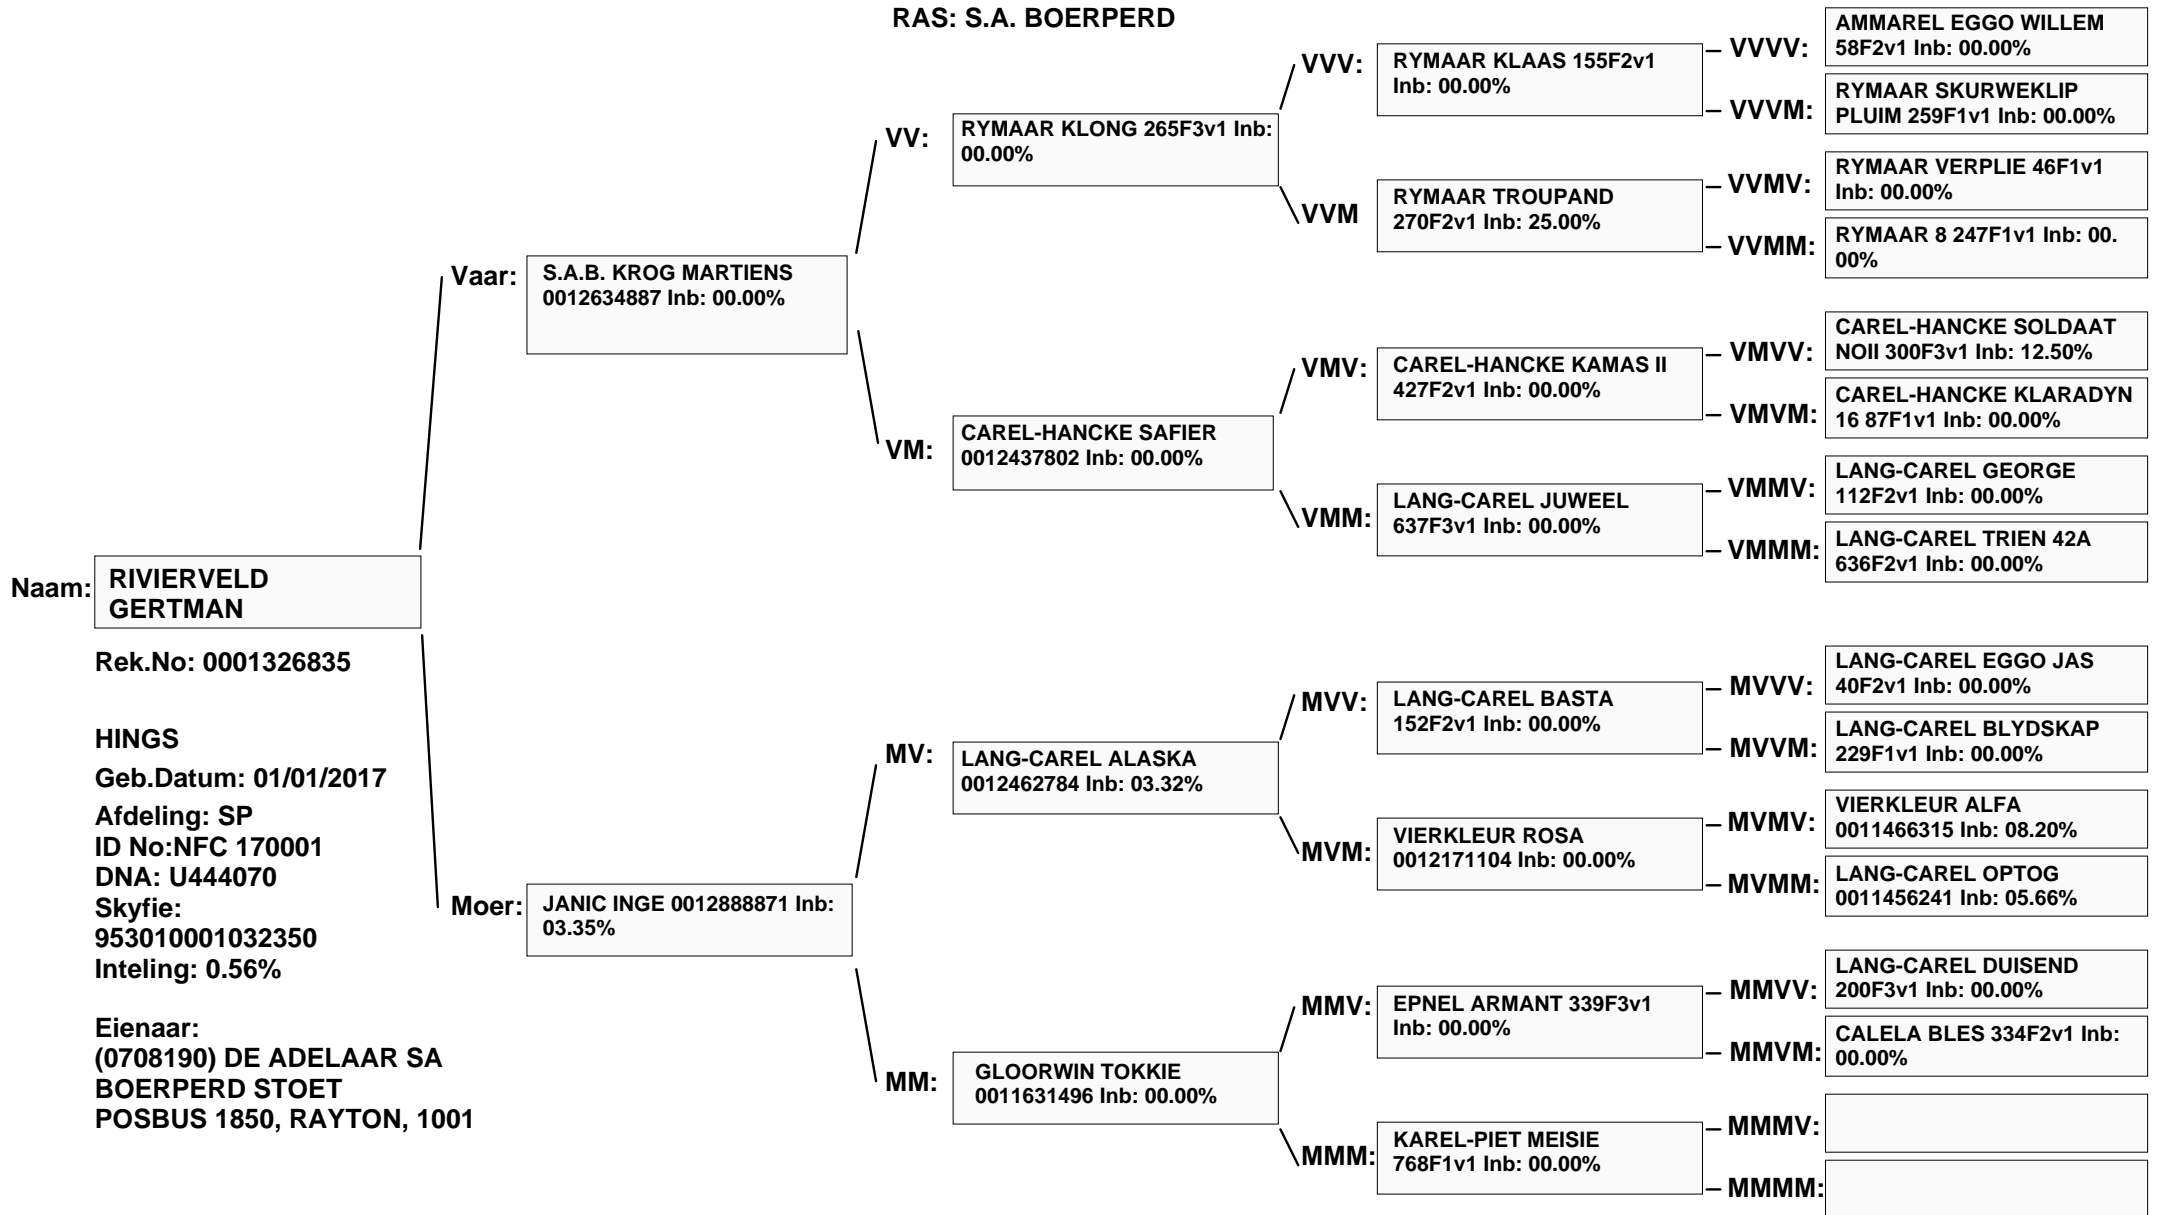 RAS: S.A. BOERPERD
Naam:
RIVIERVELD
GERTMAN
Rek.No: 0001326835
HINGS
Geb.Datum: 01/01/2017
Afdeling: SP
ID No:NFC 170001
DNA: U444070
Skyfie:
953010001032350
Inteling: 0.56%
Eienaar:
(0708190) DE ADELAAR SA
BOERPERD STOET
POSBUS 1850, RAYTON, 1001
Vaar:
S.A.B. KROG MARTIENS
0012634887 Inb: 00.00%
Moer:
JANIC INGE 0012888871 Inb:
03.35%
VV:
RYMAAR KLONG 265F3v1 Inb:
00.00%
VM:
CAREL-HANCKE SAFIER
0012437802 Inb: 00.00%
MV:
LANG-CAREL ALASKA
0012462784 Inb: 03.32%
MM:
GLOORWIN TOKKIE
0011631496 Inb: 00.00%
VVV:
RYMAAR KLAAS 155F2v1
Inb: 00.00%
VVM
RYMAAR TROUPAND
270F2v1 Inb: 25.00%
VMV:
CAREL-HANCKE KAMAS II
427F2v1 Inb: 00.00%
VMM:
LANG-CAREL JUWEEL
637F3v1 Inb: 00.00%
MVV:
LANG-CAREL BASTA
152F2v1 Inb: 00.00%
MVM:
VIERKLEUR ROSA
0012171104 Inb: 00.00%
MMV:
EPNEL ARMANT 339F3v1
Inb: 00.00%
MMM:
KAREL-PIET MEISIE
768F1v1 Inb: 00.00%
VVVV:
AMMAREL EGGO WILLEM
58F2v1 Inb: 00.00%
VVVM:
RYMAAR SKURWEKLIP
PLUIM 259F1v1 Inb: 00.00%
VVMV:
RYMAAR VERPLIE 46F1v1
Inb: 00.00%
VVMM:
RYMAAR 8 247F1v1 Inb: 00.
00%
VMVV:
CAREL-HANCKE SOLDAAT
NOII 300F3v1 Inb: 12.50%
VMVM:
CAREL-HANCKE KLARADYN
16 87F1v1 Inb: 00.00%
VMMV:
LANG-CAREL GEORGE
112F2v1 Inb: 00.00%
VMMM:
LANG-CAREL TRIEN 42A
636F2v1 Inb: 00.00%
MVVV:
LANG-CAREL EGGO JAS
40F2v1 Inb: 00.00%
MVVM:
LANG-CAREL BLYDSKAP
229F1v1 Inb: 00.00%
MVMV:
VIERKLEUR ALFA
0011466315 Inb: 08.20%
MVMM:
LANG-CAREL OPTOG
0011456241 Inb: 05.66%
MMVV:
LANG-CAREL DUISEND
200F3v1 Inb: 00.00%
MMVM:
CALELA BLES 334F2v1 Inb:
00.00%
MMMV:
MMMM: